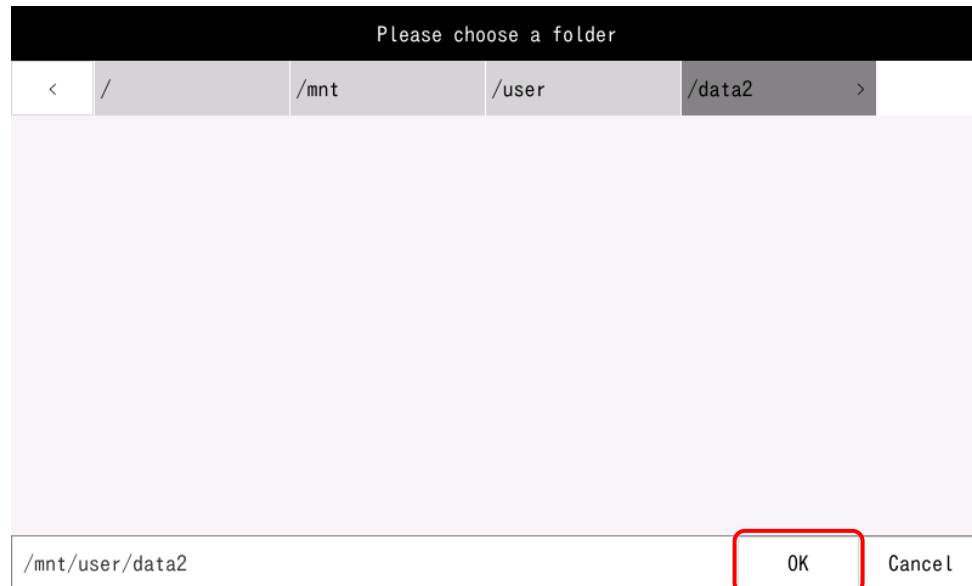 Please choose a folder
< / /mnt /user /data2 >
/mnt/user/data2 OK Cancel